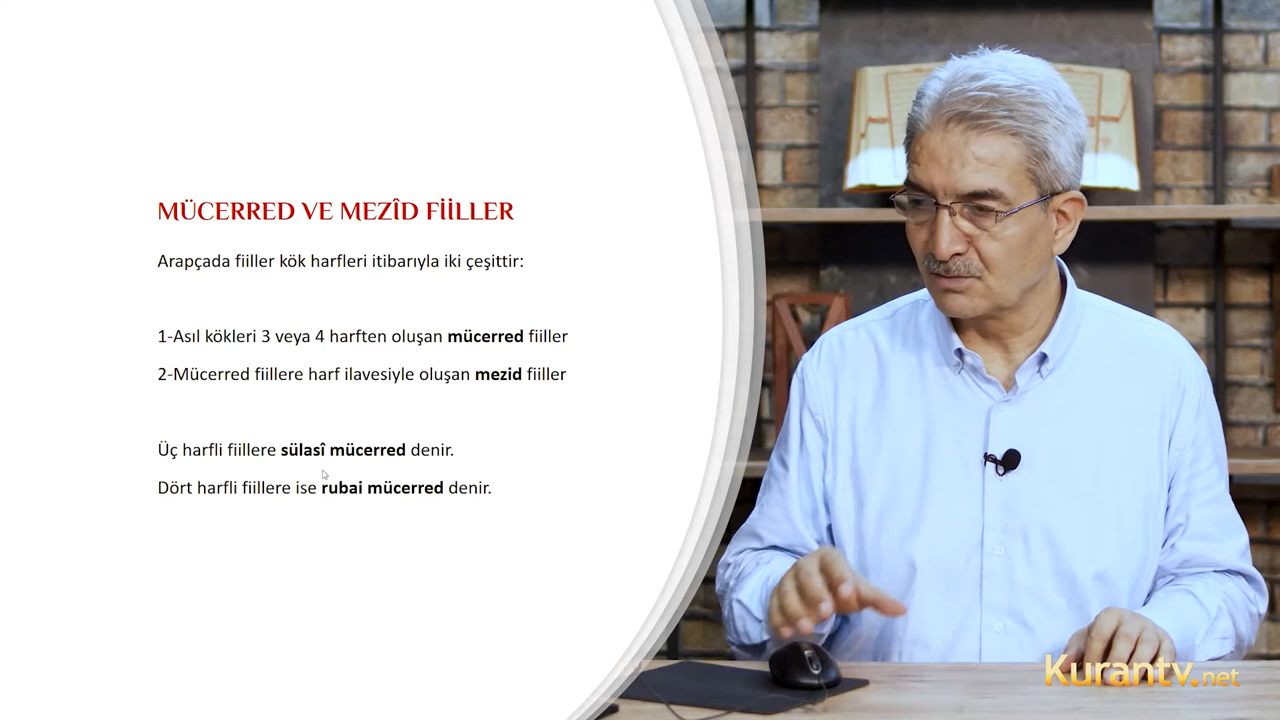 MÜCERRED VE MEZÎD FİİLLER
Arapçada fiiller kök harfleri itibarıyla iki çeşittir:
1-Asıl kökleri 3 veya 4 harften oluşan mücerred fiiller
2-Mücerred fiillere harf ilavesiyle oluşan mezid fiiller
Üç harfli fiillere sülasî mücerred denir.
Dört harfli fiillere ise rubai mücerred denir.
Kurantv.net